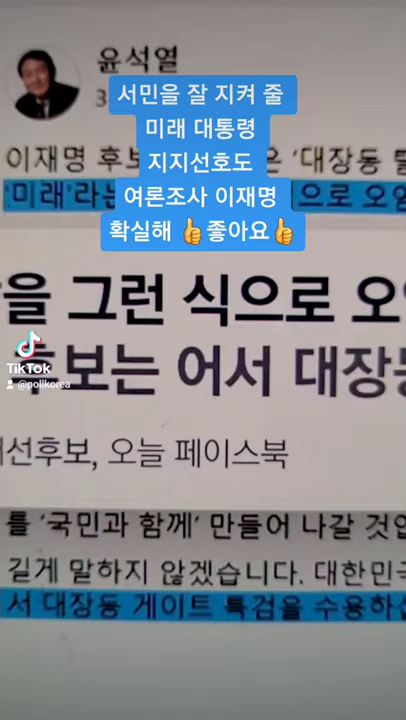 윤석열
3
서민을 잘 지켜 줄
미래 대통령
지지선호도
여론조사 이재명
확실해 👍좋아요👍
이재명 후보 은 '대장동
'미래'라는 으로 오염
을 그런 식으로 오
후보는 어서 대장동
TikTok
@pollkorea
선후보, 오늘 페이스북
를 '국민과 함께' 만들어 나갈 것입
길게 말하지 않겠습니다. 대한민국
서 대장동 게이트 특검을 수용하